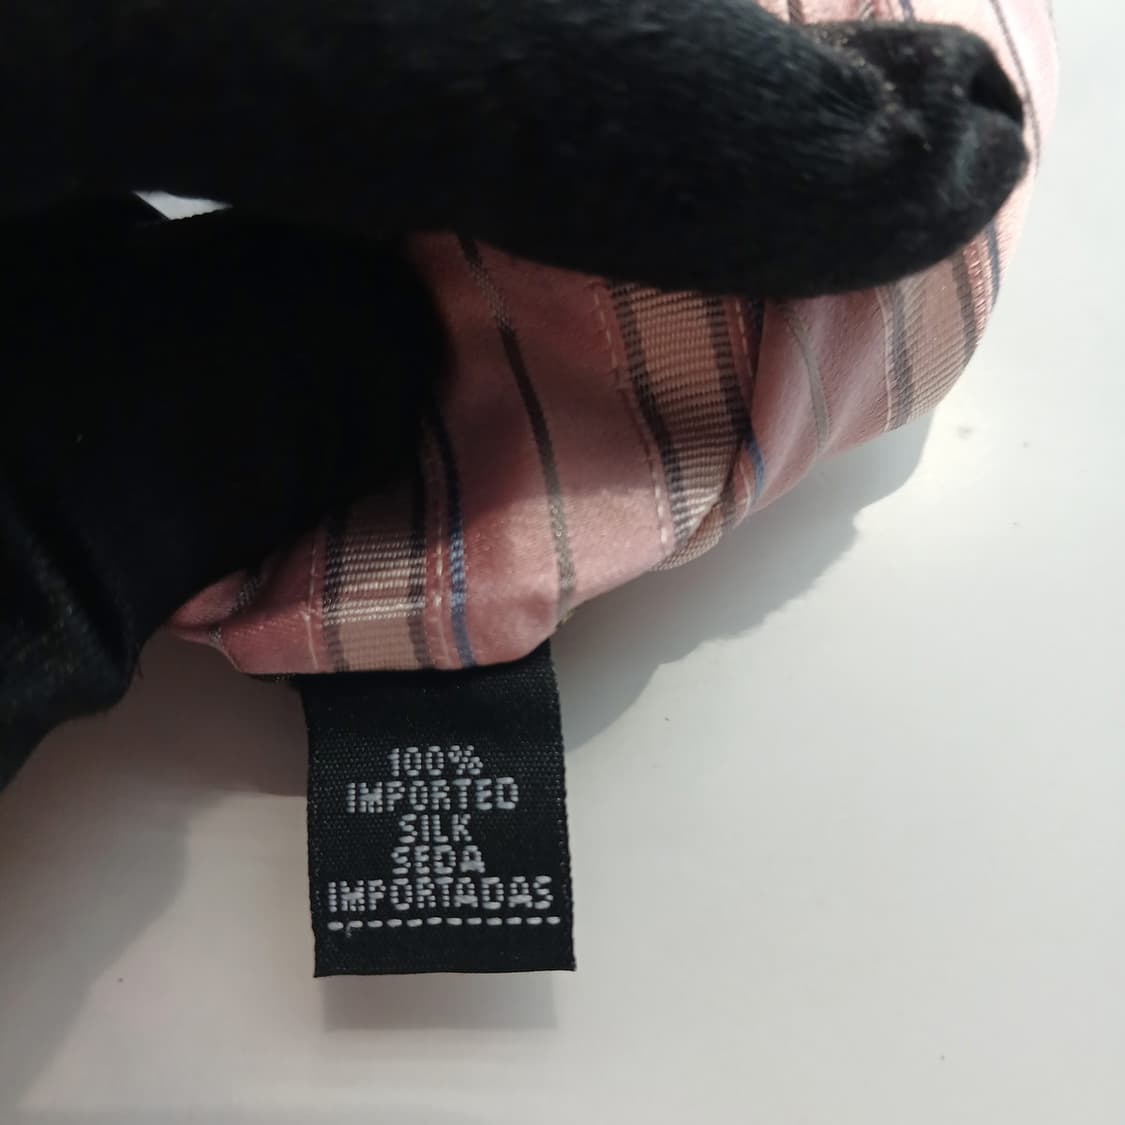 100%
IMPORTED
SILK
SEDA
IMPORTADAS